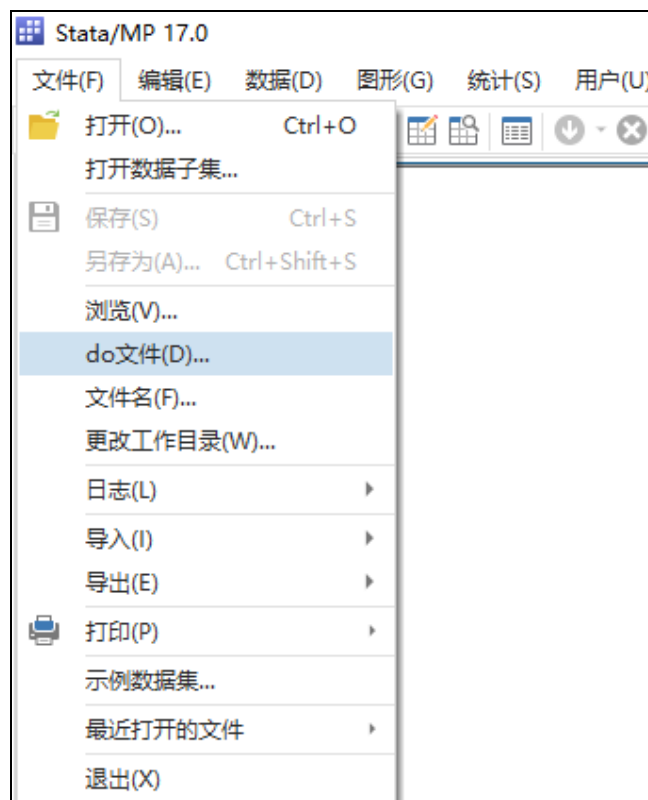 Stata/MP 17.0
文件(F) 编辑(E) 数据(D) 图形(G) 统计(S) 用户(U)
打开(O)... Ctrl+O
打开数据子集...
保存(S) Ctrl+S
另存为(A)... Ctrl+Shift+S
浏览(V)...
do文件(D)...
文件名(F)...
更改工作目录(W)...
日志(L)
导入(I)
导出(E)
打印(P)
示例数据集...
最近打开的文件
退出(X)